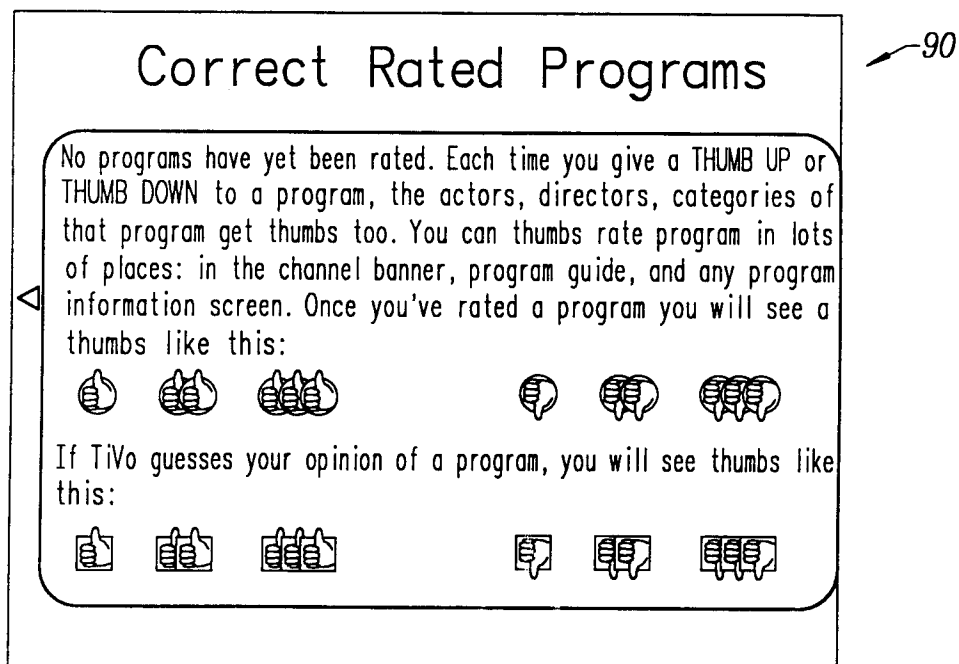 Correct Rated Programs
90
No programs have yet been rated. Each time you give a THUMB UP or
THUMB DOWN to a program, the actors, directors, categories of
that program get thumbs too. You can thumbs rate program in lots
of places: in the channel banner, program guide, and any program
information screen. Once you've rated a program you will see a
thumbs like this:
If TiVo guesses your opinion of a program, you will see thumbs like
this: